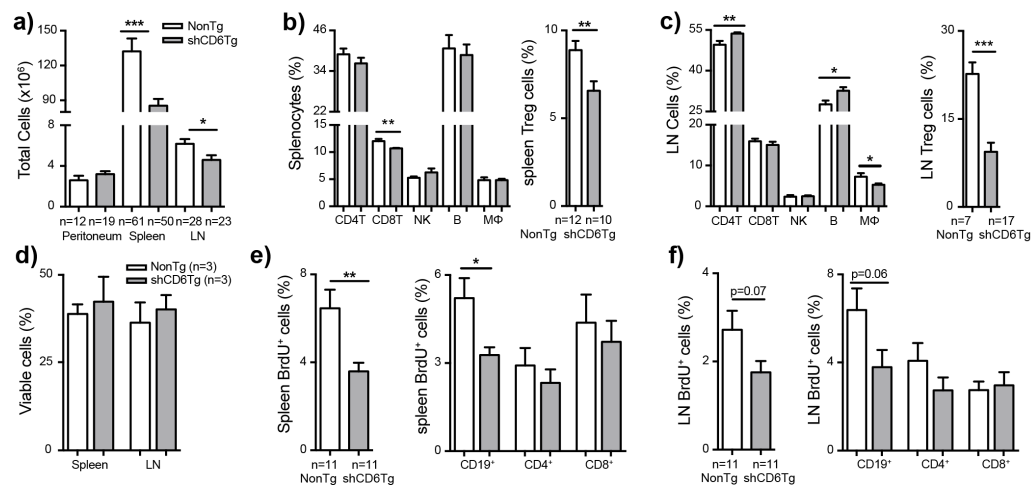 a)
Total Cells (x10⁶)
150
120
90
6
4
2
0
***
*
NonTg
shCD6Tg
n=12 n=19 n=61 n=50 n=28 n=23
Peritoneum Spleen LN
b)
Splenocytes (%)
46
34
22
15
10
5
0
**
CD4T CD8T NK B MΦ
spleen Treg cells (%)
10
5
0
**
n=12 n=10
NonTg shCD6Tg
c)
LN Cells (%)
55
40
25
20
10
0
**
*
*
CD4T CD8T NK B MΦ
LN Treg cells (%)
30
15
0
***
n=7 n=17
NonTg shCD6Tg
d)
Viable cells (%)
50
25
0
NonTg (n=3)
shCD6Tg (n=3)
Spleen LN
e)
Spleen BrdU⁺ cells (%)
8
4
0
**
n=11 n=11
NonTg shCD6Tg
spleen BrdU⁺ cells (%)
6
3
0
*
CD19⁺ CD4⁺ CD8⁺
f)
LN BrdU⁺ cells (%)
4
2
0
p=0.07
n=11 n=11
NonTg shCD6Tg
LN BrdU⁺ cells (%)
8
4
0
p=0.06
CD19⁺ CD4⁺ CD8⁺